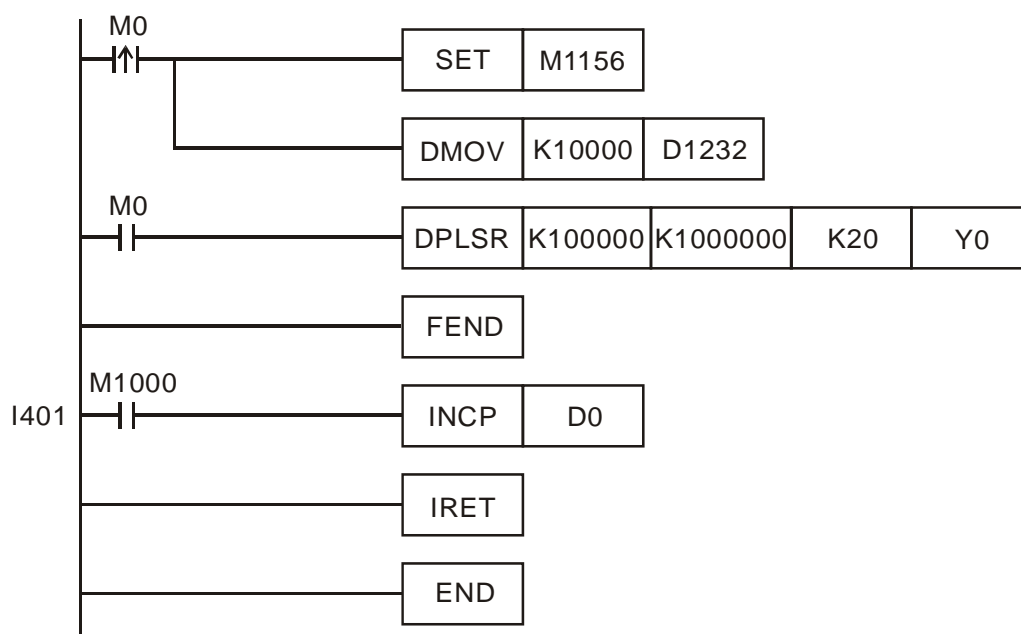 M0
SET M1156
DMOV K10000 D1232
M0
DPLSR K100000 K1000000 K20 Y0
FEND
M1000
I401 INCP D0
IRET
END